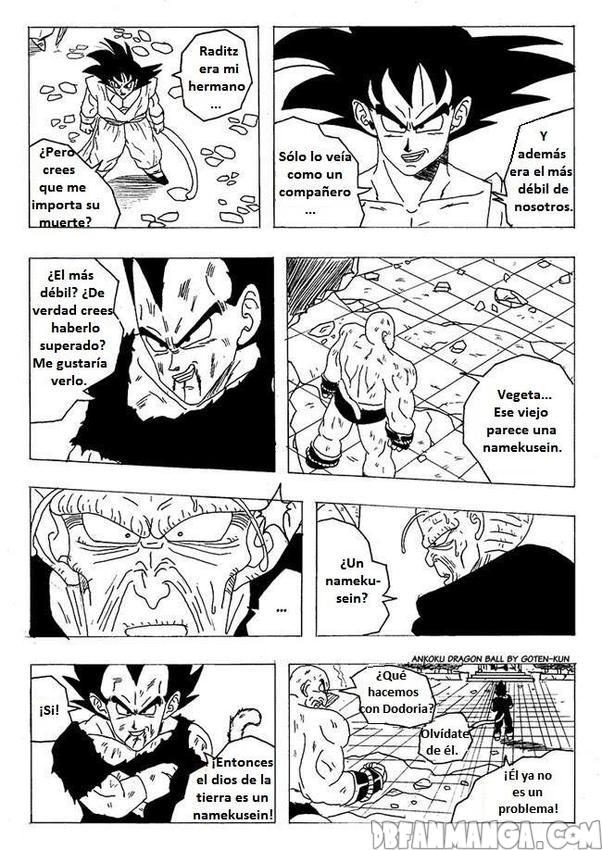 Raditz
era mi
hermano
...
¿Pero
crees
que me
importa su
muerte?
Sólo lo veía
como un
compañero
...
Y
además
era el más
débil de
nosotros.
¿El más
débil? ¿De
verdad crees
haberlo
superado?
Me gustaría
verlo.
Vegeta...
Ese viejo
parece una
namekusein.
...
¿Un
nameku-
sein?
¡Si!
¡Entonces
el dios de la
tierra es un
namekusein!
ANKOKU DRAGON BALL BY GOTEN-KUN
¿Qué
hacemos
con Dodoria?
Olvídate
de él.
¡Él ya no
es un
problema!
DBFANMANGA.COM